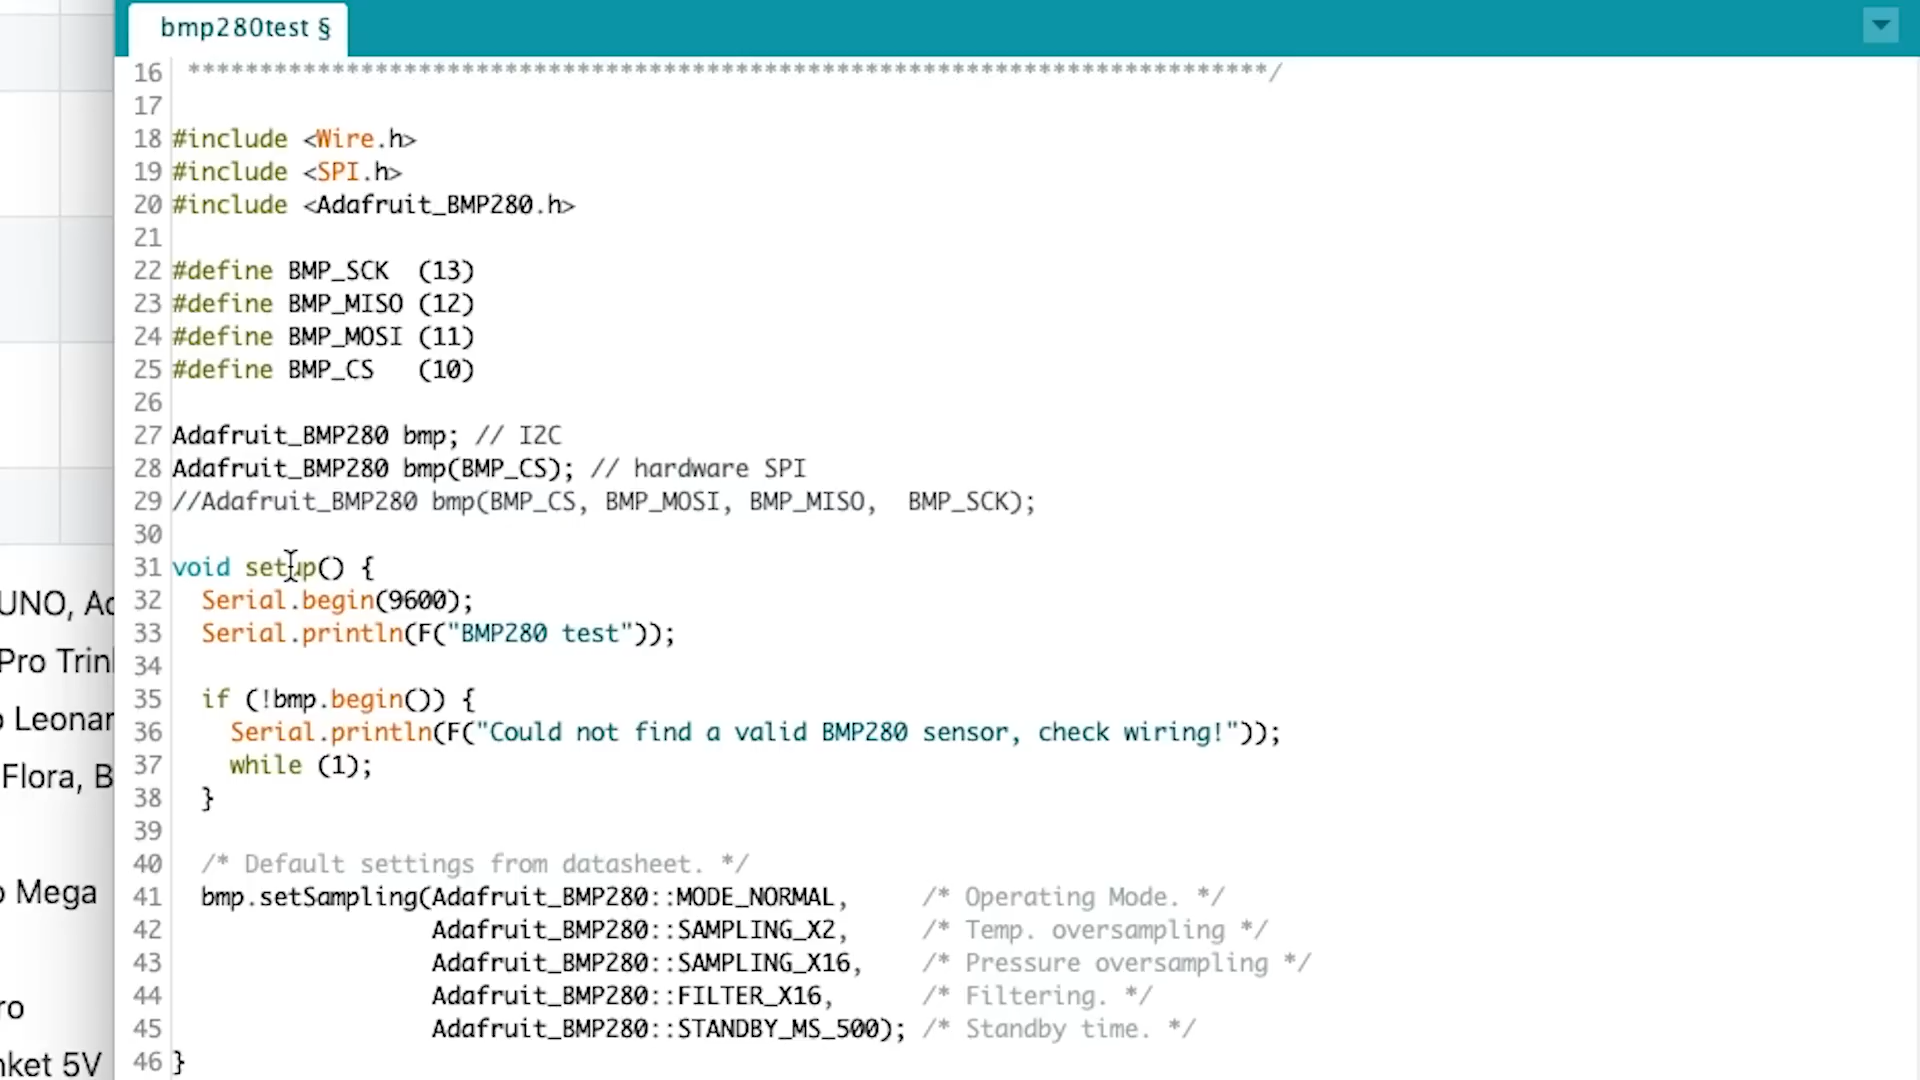 bmp280test §
16 ***************************************************************************/
17
18 #include <Wire.h>
19 #include <SPI.h>
20 #include <Adafruit_BMP280.h>
21
22 #define BMP_SCK  (13)
23 #define BMP_MISO (12)
24 #define BMP_MOSI (11)
25 #define BMP_CS   (10)
26
27 Adafruit_BMP280 bmp; // I2C
28 Adafruit_BMP280 bmp(BMP_CS); // hardware SPI
29 //Adafruit_BMP280 bmp(BMP_CS, BMP_MOSI, BMP_MISO,  BMP_SCK);
30
31 void setup() {
32   Serial.begin(9600);
33   Serial.println(F("BMP280 test"));
34
35   if (!bmp.begin()) {
36     Serial.println(F("Could not find a valid BMP280 sensor, check wiring!"));
37     while (1);
38   }
39
40   /* Default settings from datasheet. */
41   bmp.setSampling(Adafruit_BMP280::MODE_NORMAL,     /* Operating Mode. */
42                   Adafruit_BMP280::SAMPLING_X2,     /* Temp. oversampling */
43                   Adafruit_BMP280::SAMPLING_X16,    /* Pressure oversampling */
44                   Adafruit_BMP280::FILTER_X16,      /* Filtering. */
45                   Adafruit_BMP280::STANDBY_MS_500); /* Standby time. */
46 }
UNO,
Pro
Flora,
Mega
5V